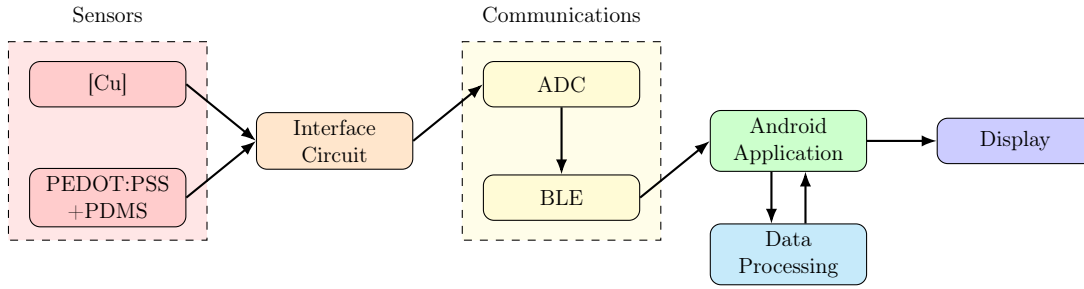 Sensors
Communications
[Cu]
PEDOT:PSS
+PDMS
Interface
Circuit
ADC
BLE
Android
Application
Data
Processing
Display